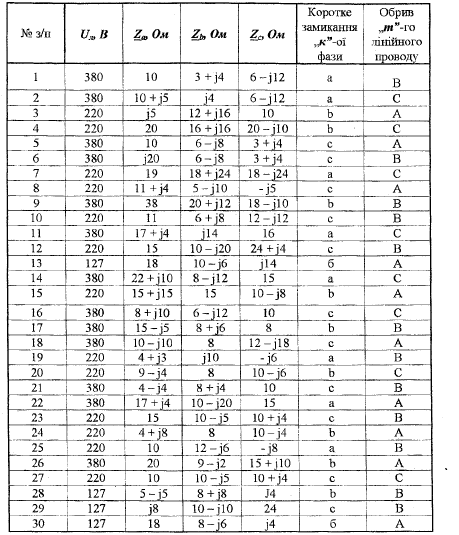 № з/п Uл, В Za, Ом Zb, Ом Zc, Ом Коротке замикання „к"-ої фази Обрив „т"-го лінійного проводу
1 380 10 3 + j4 6 – j12 a B
2 380 10 + j5 j4 6 – j12 a C
3 220 j5 12 + j16 10 b A
4 220 20 16 + j16 20 – j10 b C
5 380 10 6 – j8 3 + j4 c A
6 380 j20 6 – j8 3 + j4 c B
7 220 19 18 + j24 18 – j24 a C
8 220 11 + j4 5 – j10 - j5 c A
9 380 38 20 + j12 18 – j10 b B
10 220 11 6 + j8 12 – j12 c B
11 380 17 + j4 j14 16 a C
12 220 15 10 – j20 24 + j4 c B
13 127 18 10 – j6 j14 б A
14 380 22 + j10 8 – j12 15 a C
15 220 15 + j15 15 10 – j8 b A
16 380 8 + j10 6 – j12 10 c C
17 380 15 – j5 8 + j6 8 b B
18 380 10 – j10 8 12 – j18 c A
19 220 4 + j3 j10 -j6 a B
20 220 9 – j4 8 10 – j6 b C
21 380 4 – j4 8 + j4 10 c B
22 380 17 + j4 10 – j20 15 a A
23 220 15 10 – j5 10 + j4 c B
24 220 4 + j8 8 10 – j4 b A
25 220 10 12 – j6 - j8 a B
26 380 20 9 – j2 15 + j10 b A
27 220 10 10 – j5 10 + j4 c C
28 127 5 – j5 8 + j8 J4 b B
29 127 j8 10 – j10 24 c B
30 127 18 8 – j6 j4 б A